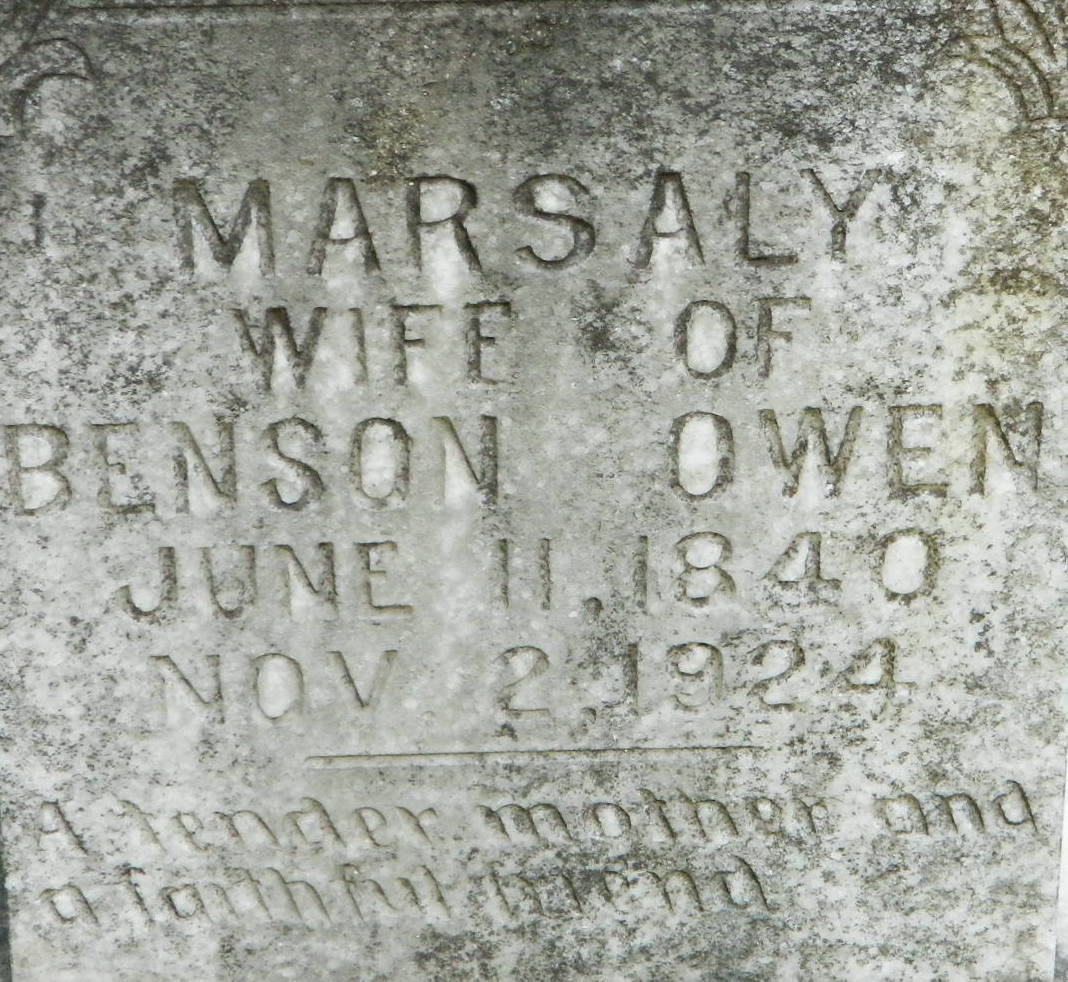 MARSALY
WIFE OF
BENSON OWEN
JUNE 11, 1840
NOV. 2, 1924
A tender mother and
a faithful friend